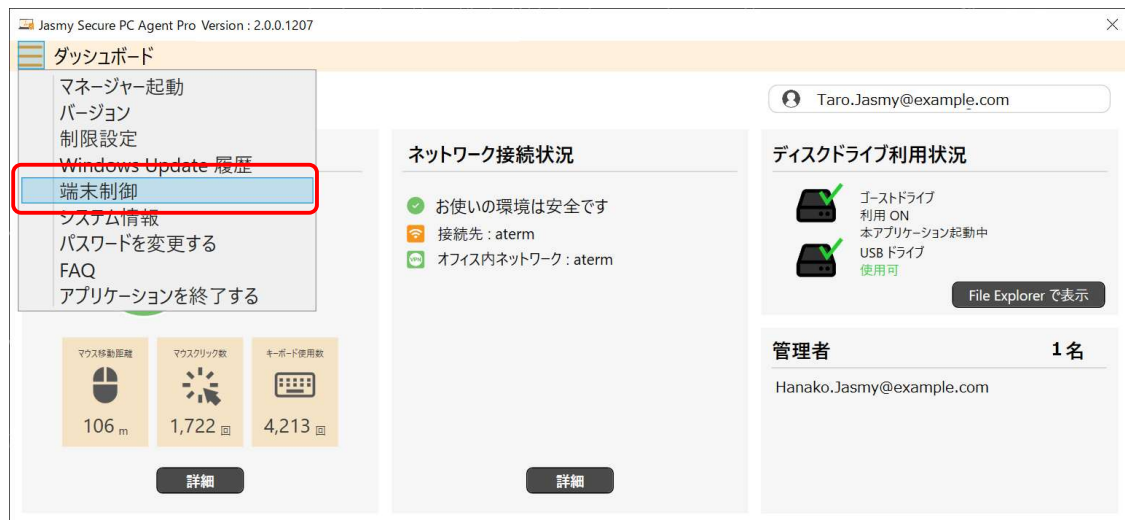 Jasmy Secure PC Agent Pro Version : 2.0.0.1207
ダッシュボード
マネージャー起動
バージョン
制限設定
Windows Update 履歴
端末制御
システム情報
パスワードを変更する
FAQ
アプリケーションを終了する
マウス移動距離
106 m
マウスクリック数
1,722 回
キーボード使用数
4,213 回
詳細
ネットワーク接続状況
お使いの環境は安全です
接続先 : aterm
VPN
オフィス内ネットワーク : aterm
詳細
Taro.Jasmy@example.com
ディスクドライブ利用状況
ゴーストドライブ
利用 ON
本アプリケーション起動中
USB ドライブ
使用可
File Explorer で表示
管理者
1名
Hanako.Jasmy@example.com